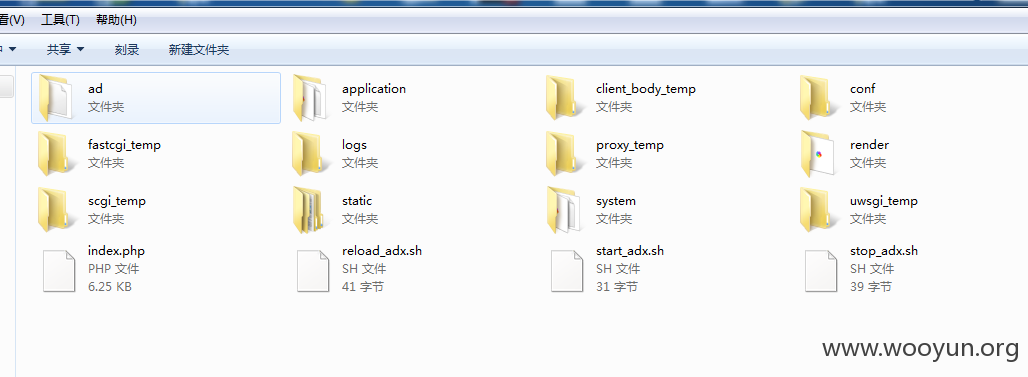 看(V) 工具(T) 帮助(H)
共享 刻录 新建文件夹
ad application client_body_temp conf
文件夹 文件夹 文件夹 文件夹
fastcgi_temp logs proxy_temp render
文件夹 文件夹 文件夹 文件夹
scgi_temp static system uwsgi_temp
文件夹 文件夹 文件夹 文件夹
index.php reload_adx.sh start_adx.sh stop_adx.sh
PHP 文件 SH 文件 SH 文件 SH 文件
6.25 KB 41 字节 31 字节 39 字节
www.wooyun.org